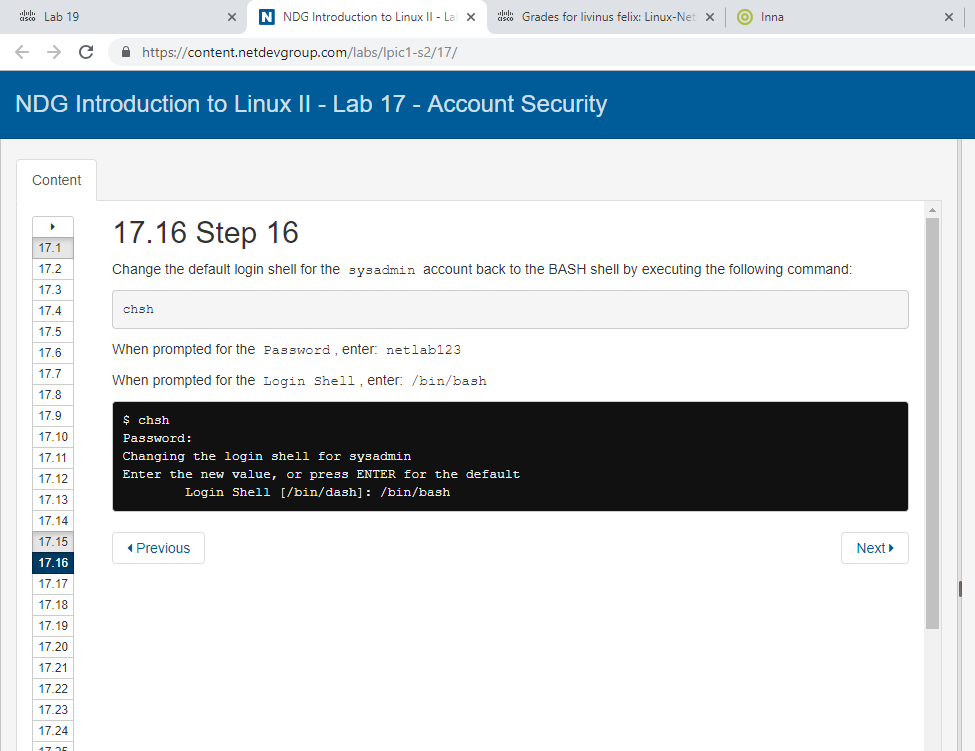 Lab 19
NDG Introduction to Linux II - La
Grades for livinus felix: Linux-Net
Inna
https://content.netdevgroup.com/labs/lpic1-s2/17/
NDG Introduction to Linux II - Lab 17 - Account Security
Content
17.1
17.2
17.3
17.4
17.5
17.6
17.7
17.8
17.9
17.10
17.11
17.12
17.13
17.14
17.15
17.16
17.17
17.18
17.19
17.20
17.21
17.22
17.23
17.24
17.25
17.16 Step 16
Change the default login shell for the sysadmin account back to the BASH shell by executing the following command:
chsh
When prompted for the Password, enter: netlab123
When prompted for the Login Shell, enter: /bin/bash
$ chsh
Password:
Changing the login shell for sysadmin
Enter the new value, or press ENTER for the default
Login Shell [/bin/dash]: /bin/bash
Previous
Next